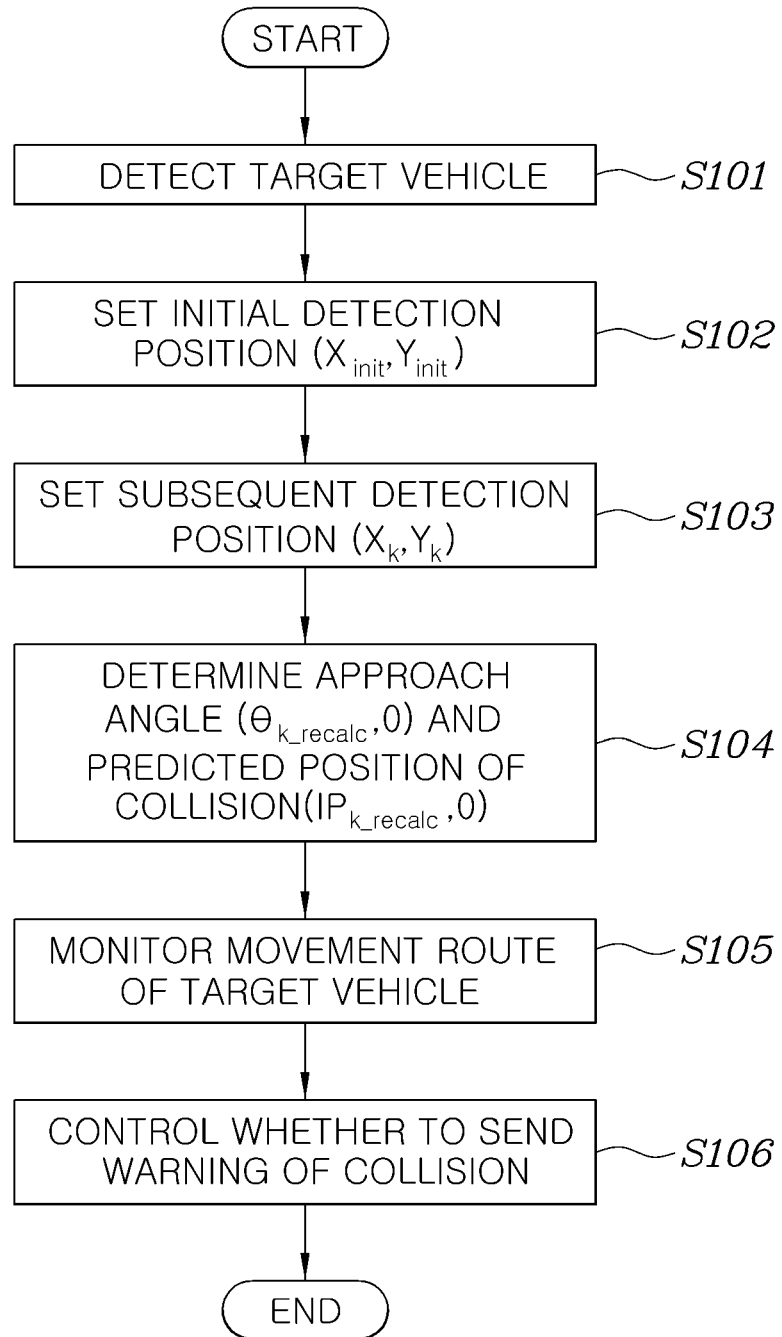 START
DETECT TARGET VEHICLE
S101
SET INITIAL DETECTION
POSITION (X_init,Y_init)
S102
SET SUBSEQUENT DETECTION
POSITION (X_k,Y_k)
S103
DETERMINE APPROACH
ANGLE (θ_k_recalc,0) AND
PREDICTED POSITION OF
COLLISION(IP_k_recalc,0)
S104
MONITOR MOVEMENT ROUTE
OF TARGET VEHICLE
S105
CONTROL WHETHER TO SEND
WARNING OF COLLISION
S106
END